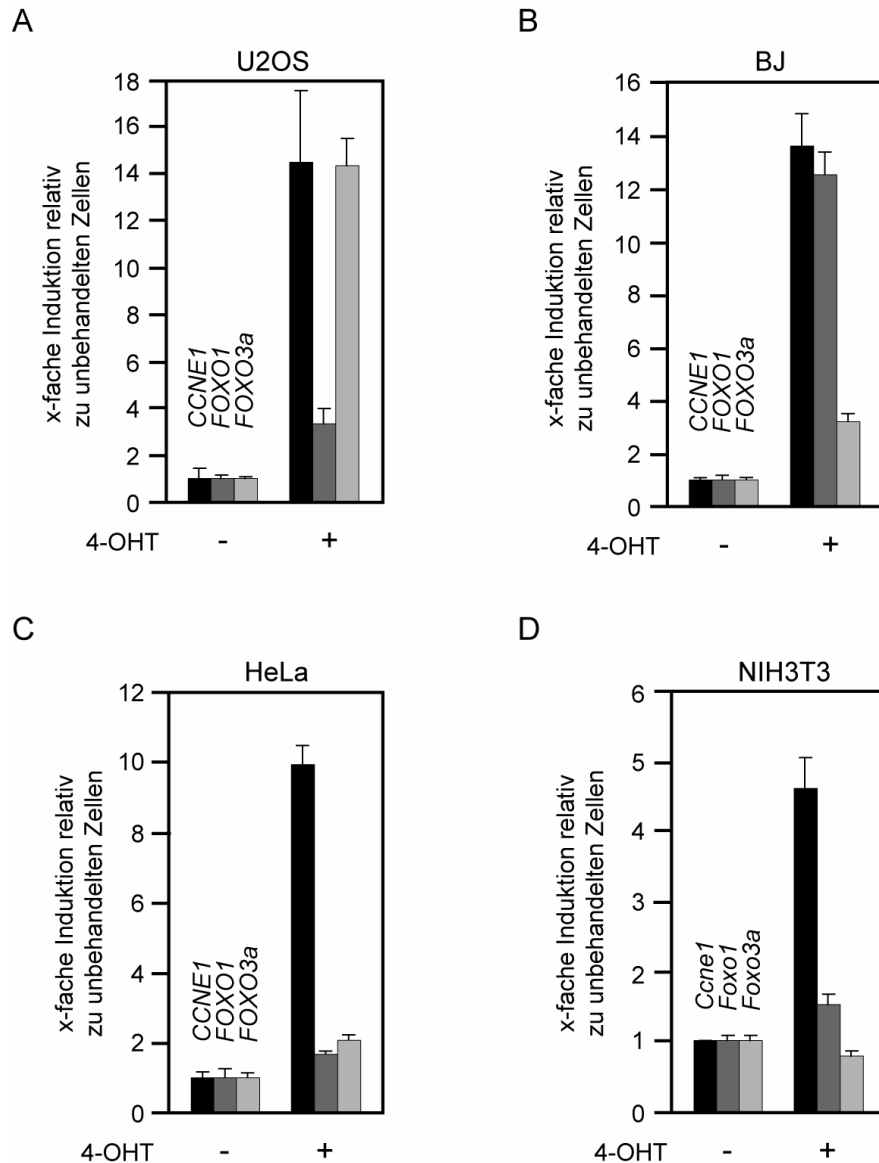 A
U2OS
x-fache Induktion relativ
zu unbehandelten Zellen
18
16
14
12
10
8
6
4
2
0
CCNE1
FOXO1
FOXO3a
4-OHT - +
B
BJ
x-fache Induktion relativ
zu unbehandelten Zellen
16
14
12
10
8
6
4
2
0
CCNE1
FOXO1
FOXO3a
4-OHT - +
C
HeLa
x-fache Induktion relativ
zu unbehandelten Zellen
12
10
8
6
4
2
0
CCNE1
FOXO1
FOXO3a
4-OHT - +
D
NIH3T3
x-fache Induktion relativ
zu unbehandelten Zellen
6
5
4
3
2
1
0
Ccne1
Foxo1
Foxo3a
4-OHT - +